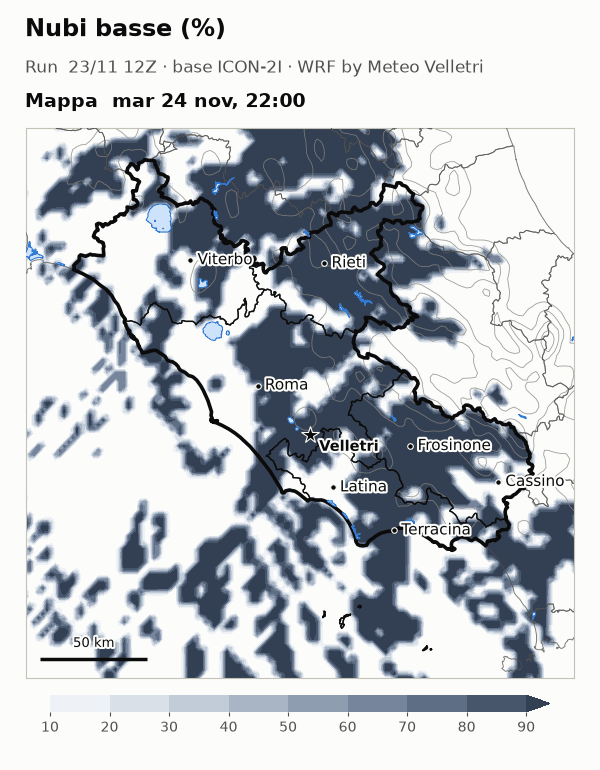 Nubi basse (%)
Run 23/11 12Z · base ICON-2I · WRF by Meteo Velletri
Mappa mar 24 nov, 22:00
Viterbo
Rieti
Roma
Velletri
Frosinone
Cassino
Latina
Terracina
50 km
10 20 30 40 50 60 70 80 90